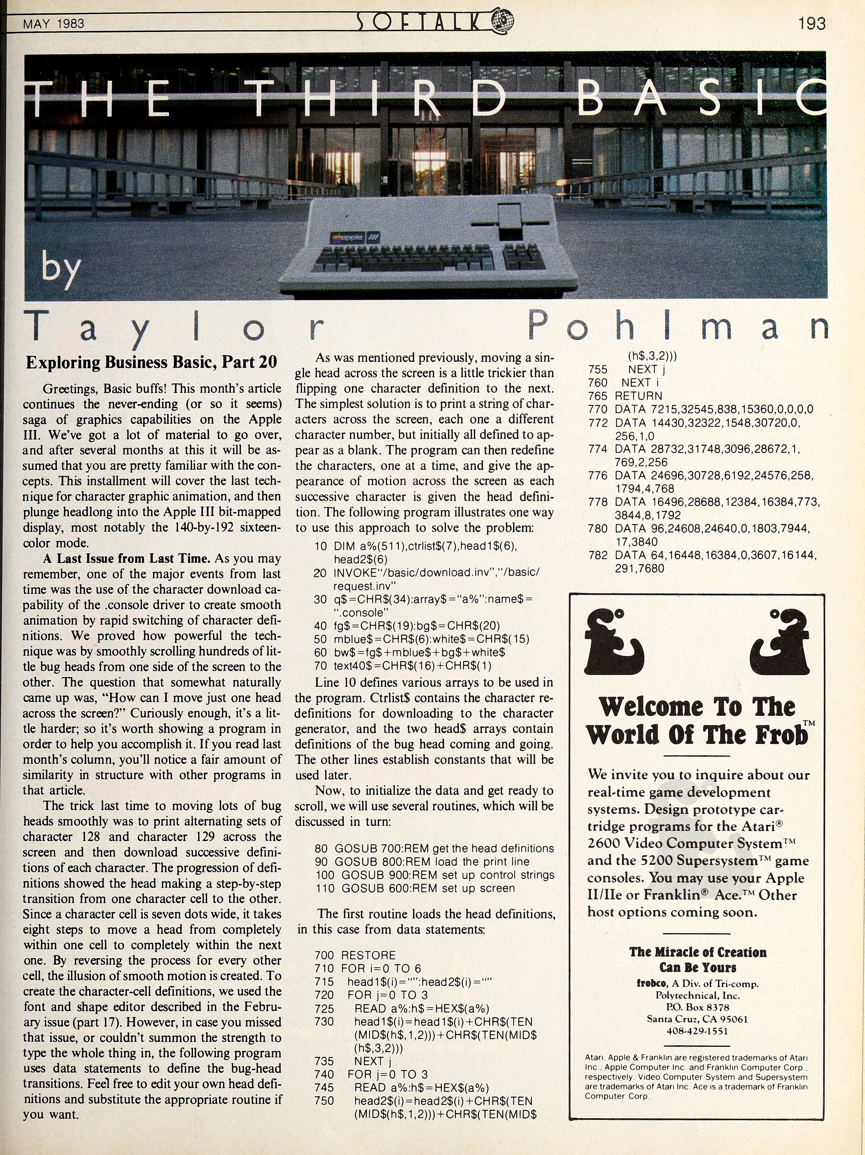 MAY 1983
SOFTALK
193
THE THIRD BASIC
apple ///
by
Taylor Pohlman
Exploring Business Basic, Part 20
Greetings, Basic buffs! This month's article
continues the never-ending (or so it seems)
saga of graphics capabilities on the Apple
III. We've got a lot of material to go over,
and after several months at this it will be as-
sumed that you are pretty familiar with the con-
cepts. This installment will cover the last tech-
nique for character graphic animation, and then
plunge headlong into the Apple III bit-mapped
display, most notably the 140-by-192 sixteen-
color mode.
A Last Issue from Last Time. As you may
remember, one of the major events from last
time was the use of the character download ca-
pability of the .console driver to create smooth
animation by rapid switching of character defi-
nitions. We proved how powerful the tech-
nique was by smoothly scrolling hundreds of lit-
tle bug heads from one side of the screen to the
other. The question that somewhat naturally
came up was, "How can I move just one head
across the screen?" Curiously enough, it's a lit-
tle harder; so it's worth showing a program in
order to help you accomplish it. If you read last
month's column, you'll notice a fair amount of
similarity in structure with other programs in
that article.
The trick last time to moving lots of bug
heads smoothly was to print alternating sets of
character 128 and character 129 across the
screen and then download successive defini-
tions of each character. The progression of defi-
nitions showed the head making a step-by-step
transition from one character cell to the other.
Since a character cell is seven dots wide, it takes
eight steps to move a head from completely
within one cell to completely within the next
one. By reversing the process for every other
cell, the illusion of smooth motion is created. To
create the character-cell definitions, we used the
font and shape editor described in the Febru-
ary issue (part 17). However, in case you missed
that issue, or couldn't summon the strength to
type the whole thing in, the following program
uses data statements to define the bug-head
transitions. Feel free to edit your own head defi-
nitions and substitute the appropriate routine if
you want.
As was mentioned previously, moving a sin-
gle head across the screen is a little trickier than
flipping one character definition to the next.
The simplest solution is to print a string of char-
acters across the screen, each one a different
character number, but initially all defined to ap-
pear as a blank. The program can then redefine
the characters, one at a time, and give the ap-
pearance of motion across the screen as each
successive character is given the head defini-
tion. The following program illustrates one way
to use this approach to solve the problem:
10 DIM a%(511),ctrlist$(7),head1$(6),
head2$(6)
20 INVOKE"/basic/download.inv","/basic/
request.inv"
30 q$=CHR$(34):array$="a%":name$=
".console"
40 fg$=CHR$(19):bg$=CHR$(20)
50 mblue$=CHR$(6):white$=CHR$(15)
60 bw$=fg$+mblue$+bg$+white$
70 text40$=CHR$(16)+CHR$(1)
Line 10 defines various arrays to be used in
the program. Ctrlist$ contains the character re-
definitions for downloading to the character
generator, and the two head$ arrays contain
definitions of the bug head coming and going.
The other lines establish constants that will be
used later.
Now, to initialize the data and get ready to
scroll, we will use several routines, which will be
discussed in turn:
80 GOSUB 700:REM get the head definitions
90 GOSUB 800:REM load the print line
100 GOSUB 900:REM set up control strings
110 GOSUB 600:REM set up screen
The first routine loads the head definitions,
in this case from data statements:
700 RESTORE
710 FOR i=0 TO 6
715 head1$(i)="":head2$(i)=""
720 FOR j=0 TO 3
725 READ a%:h$=HEX$(a%)
730 head1$(i)=head1$(i)+CHR$(TEN
(MID$(h$,1,2)))+CHR$(TEN(MID$
(h$,3,2)))
735 NEXT j
740 FOR j=0 TO 3
745 READ a%:h$=HEX$(a%)
750 head2$(i)=head2$(i)+CHR$(TEN
(MID$(h$,1,2)))+CHR$(TEN(MID$
(h$,3,2)))
755 NEXT j
760 NEXT i
765 RETURN
770 DATA 7215,32545,838,15360,0,0,0,0
772 DATA 14430,32322,1548,30720,0,
256,1,0
774 DATA 28732,31748,3096,28672,1,
769,2,256
776 DATA 24696,30728,6192,24576,258,
1794,4,768
778 DATA 16496,28688,12384,16384,773,
3844,8,1792
780 DATA 96,24608,24640,0,1803,7944,
17,3840
782 DATA 64,16448,16384,0,3607,16144,
291,7680
Welcome To The
World Of The Frob™
We invite you to inquire about our
real-time game development
systems. Design prototype car-
tridge programs for the Atari®
2600 Video Computer System™
and the 5200 Supersystem™ game
consoles. You may use your Apple
II/IIe or Franklin® Ace.™ Other
host options coming soon.
The Miracle of Creation
Can Be Yours
frobco, A Div. of Tri-comp.
Polytechnical, Inc.
P.O. Box 8378
Santa Cruz, CA 95061
408-429-1551
Atari, Apple & Franklin are registered trademarks of Atari
Inc., Apple Computer Inc. and Franklin Computer Corp.,
respectively. Video Computer System and Supersystem
are trademarks of Atari Inc. Ace is a trademark of Franklin
Computer Corp.